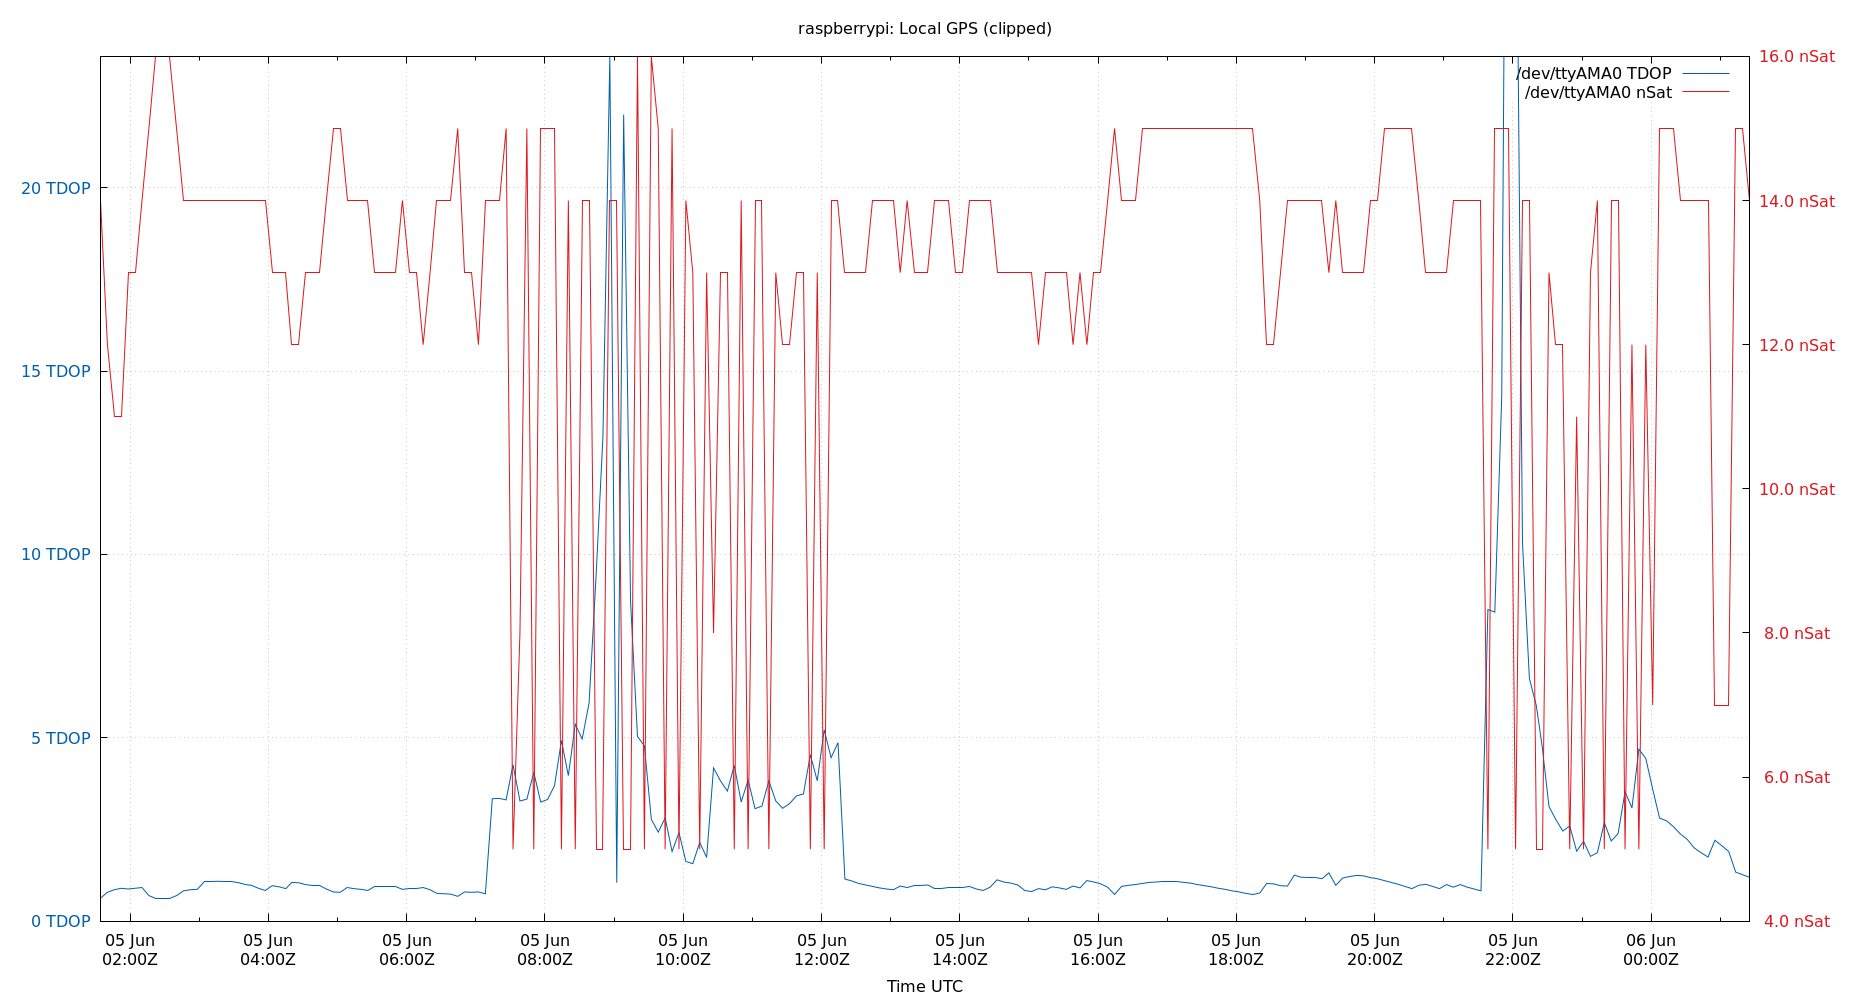 raspberrypi: Local GPS (clipped)
16.0 nSat
/dev/ttyAMA0 TDOP
/dev/ttyAMA0 nSat
20 TDOP
14.0 nSat
15 TDOP
12.0 nSat
10.0 nSat
10 TDOP
8.0 nSat
5 TDOP
6.0 nSat
0 TDOP
4.0 nSat
05 Jun 05 Jun 05 Jun 05 Jun 05 Jun 05 Jun 05 Jun 05 Jun 05 Jun 05 Jun 05 Jun 06 Jun
02:00Z 04:00Z 06:00Z 08:00Z 10:00Z 12:00Z 14:00Z 16:00Z 18:00Z 20:00Z 22:00Z 00:00Z
Time UTC